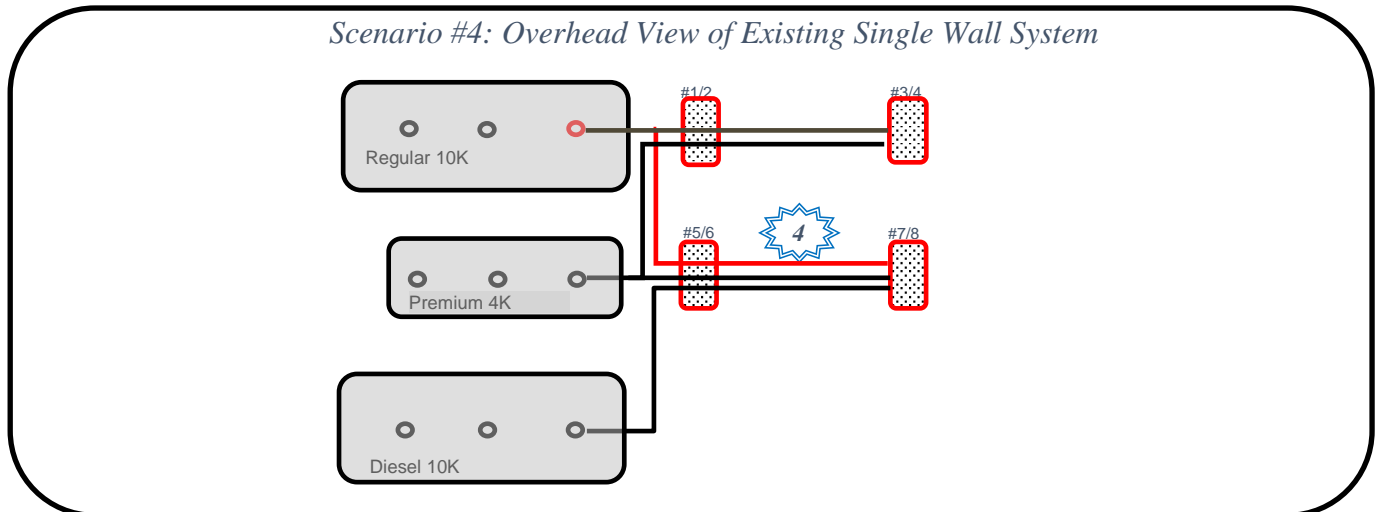 Scenario #4: Overhead View of Existing Single Wall System
#1/2
#3/4
Regular 10K
#5/6
4
#7/8
Premium 4K
Diesel 10K